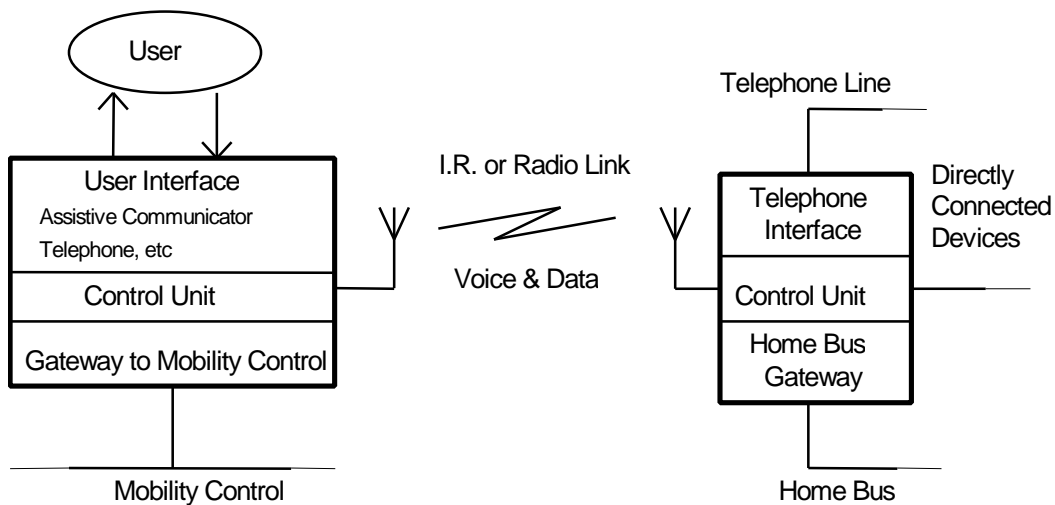 User
User Interface
Assistive Communicator
Telephone, etc
Control Unit
Gateway to Mobility Control
Mobility Control
I.R. or Radio Link
Voice & Data
Telephone Line
Telephone
Interface
Control Unit
Home Bus
Gateway
Directly
Connected
Devices
Home Bus